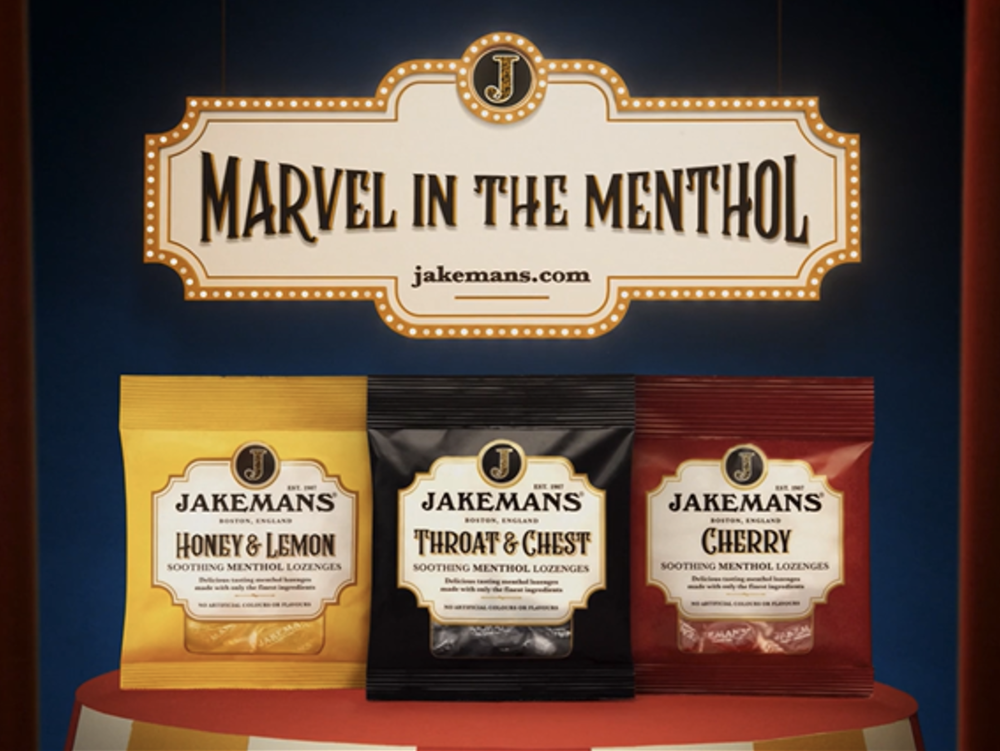 J
MARVEL IN THE MENTHOL
jakemans.com
J
EST. 1907
JAKEMANS®
BOSTON, ENGLAND
HONEY & LEMON
SOOTHING MENTHOL LOZENGES
Delicious tasting menthol lozenges
made with only the finest ingredients
NO ARTIFICIAL COLOURS OR FLAVOURS
JAKEMA
J
EST. 1907
JAKEMANS®
BOSTON, ENGLAND
THROAT & CHEST
SOOTHING MENTHOL LOZENGES
Delicious tasting menthol lozenges
made with only the finest ingredients
NO ARTIFICIAL COLOURS OR FLAVOURS
J
EST. 1907
JAKEMANS®
BOSTON, ENGLAND
CHERRY
SOOTHING MENTHOL LOZENGES
Delicious tasting menthol lozenges
made with only the finest ingredients
NO ARTIFICIAL COLOURS OR FLAVOURS
EMANS JAKEM